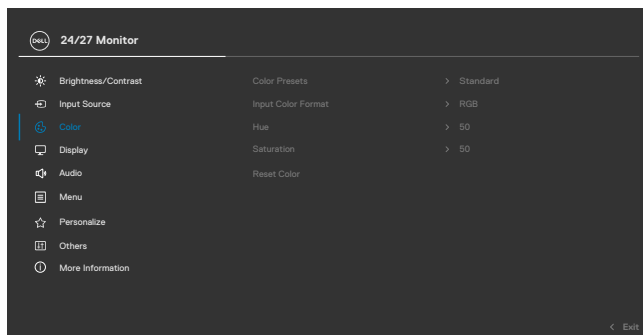 DELL 24/27 Monitor
Brightness/Contrast Color Presets > Standard
Input Source Input Color Format > RGB
Color Hue > 50
Display Saturation > 50
Audio Reset Color
Menu
Personalize
Others
More Information
< Exit